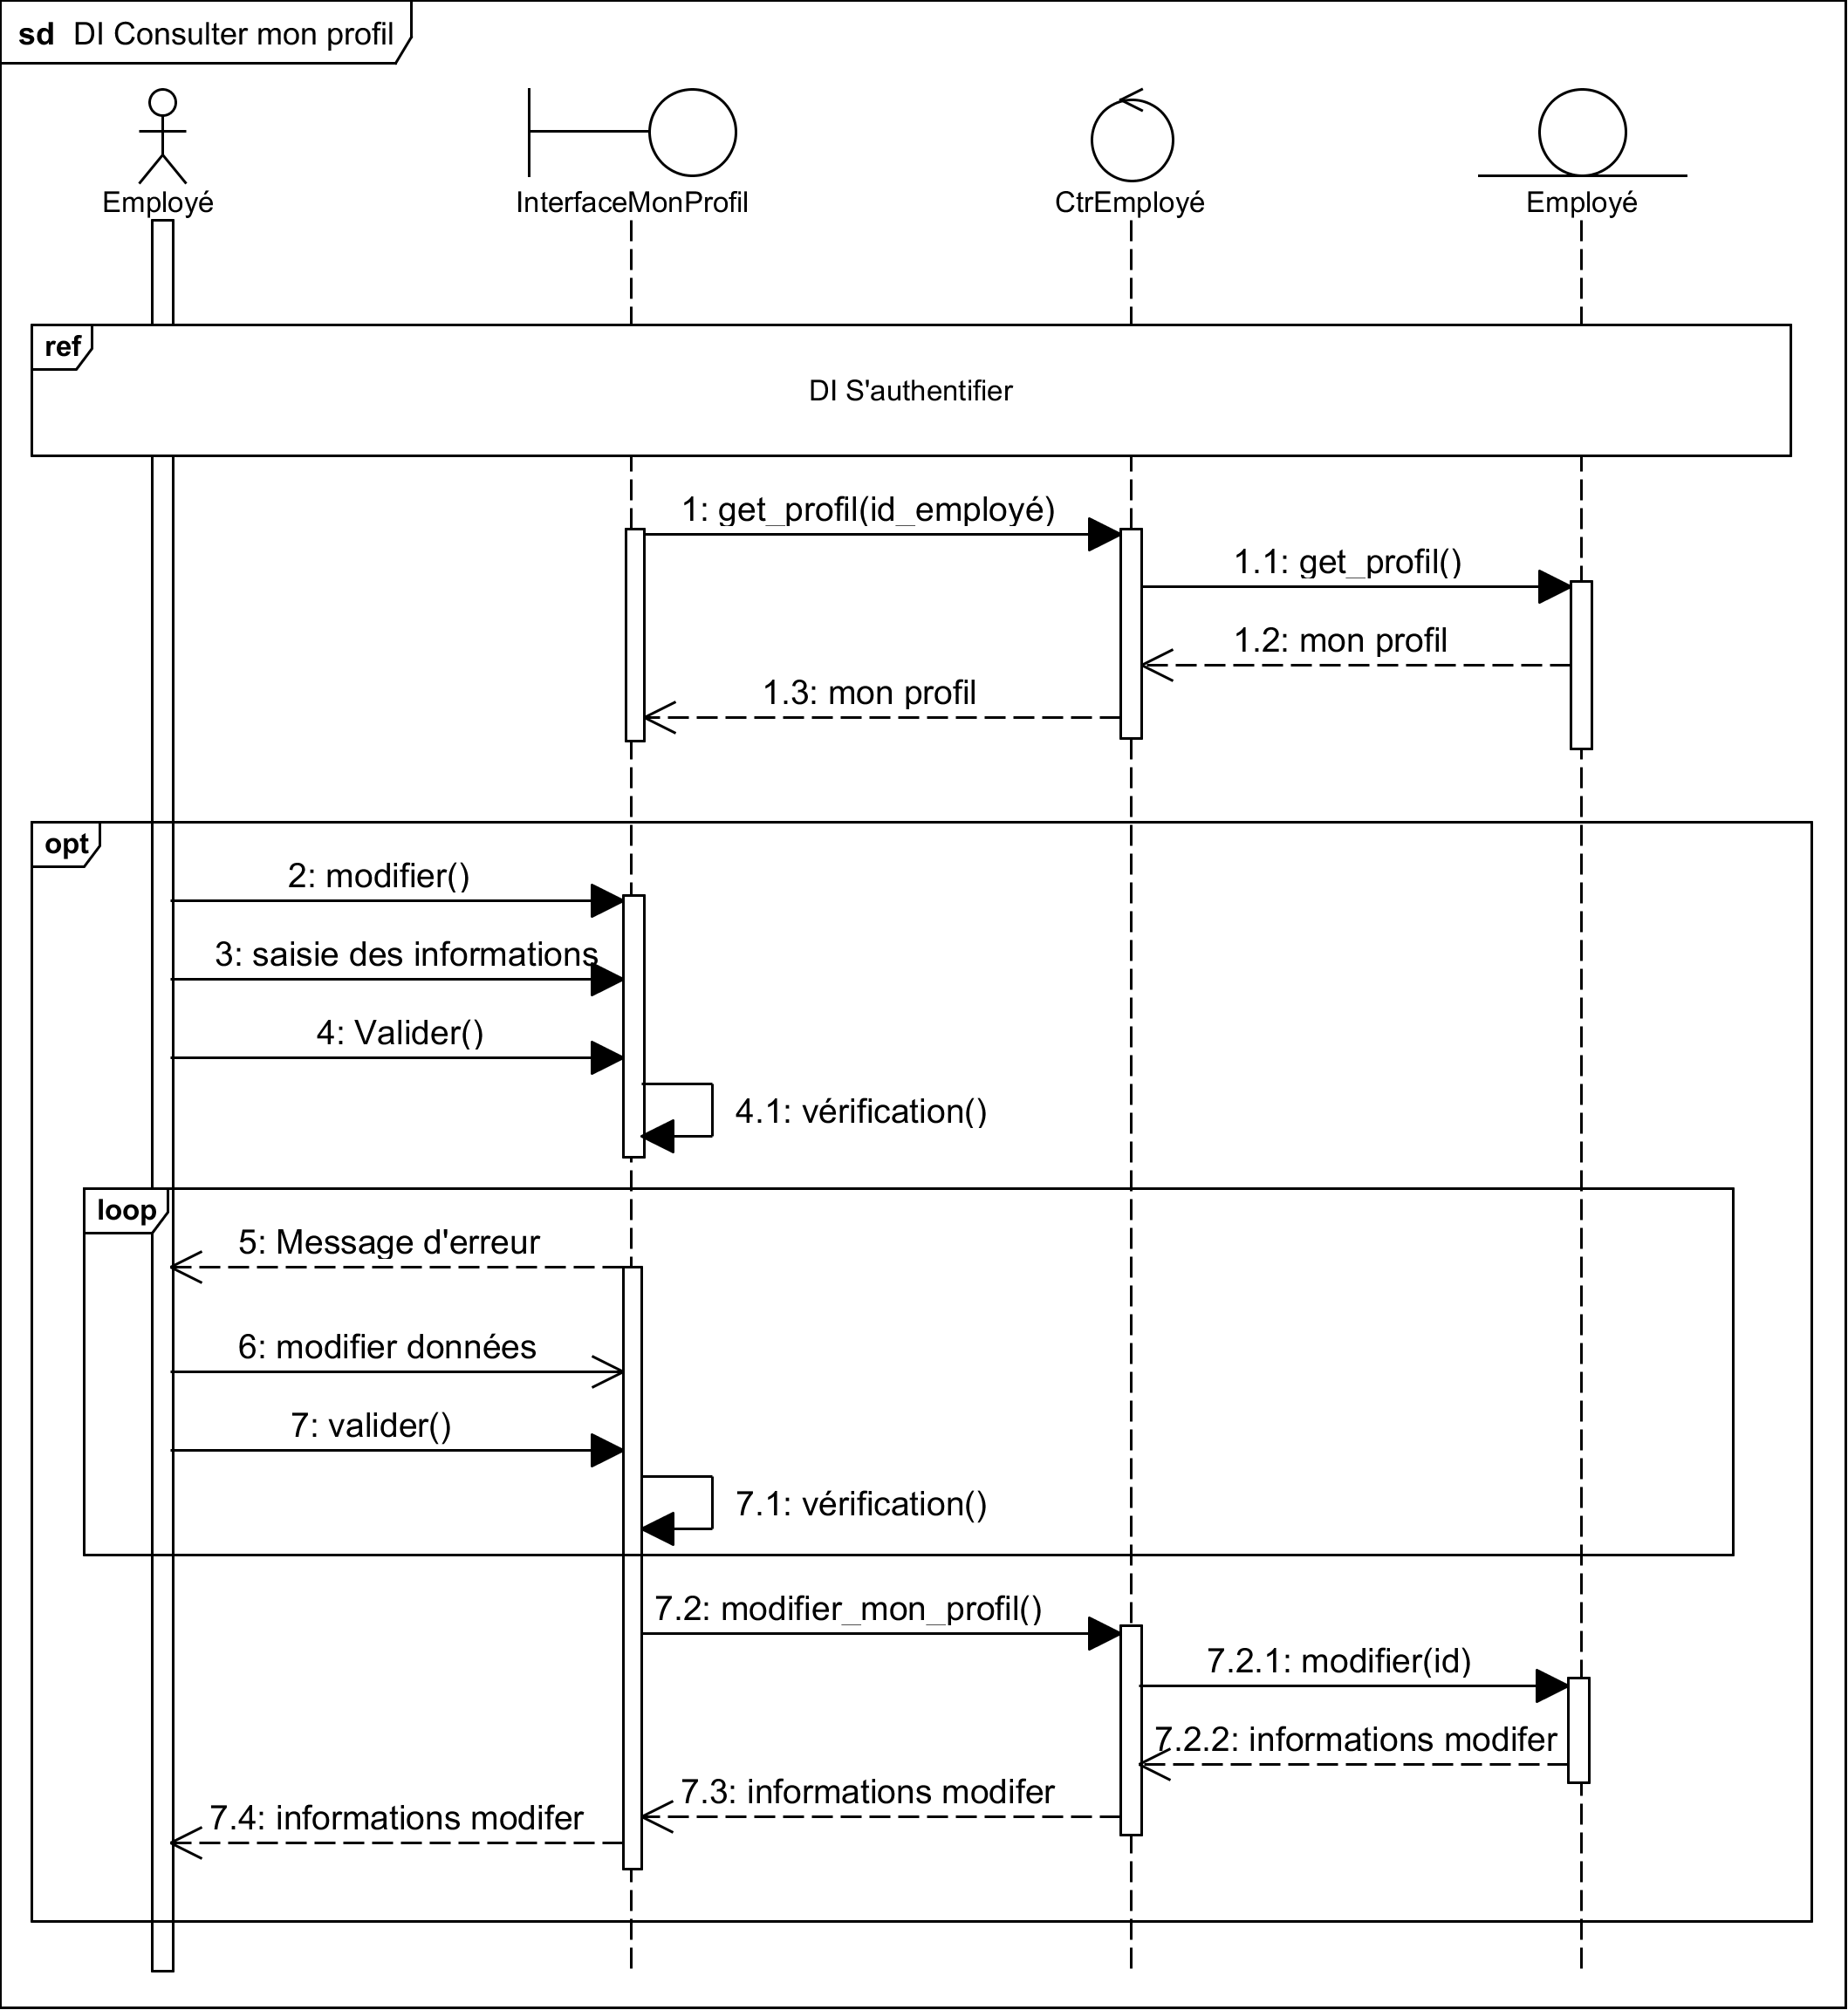 sd DI Consulter mon profil
Employé
InterfaceMonProfil
CtrEmployé
Employé
ref
DI S'authentifier
1: get_profil(id_employé)
1.1: get_profil()
1.2: mon profil
1.3: mon profil
opt
2: modifier()
3: saisie des informations
4: Valider()
4.1: vérification()
loop
5: Message d'erreur
6: modifier données
7: valider()
7.1: vérification()
7.2: modifier_mon_profil()
7.2.1: modifier(id)
7.2.2: informations modifer
7.3: informations modifer
7.4: informations modifer